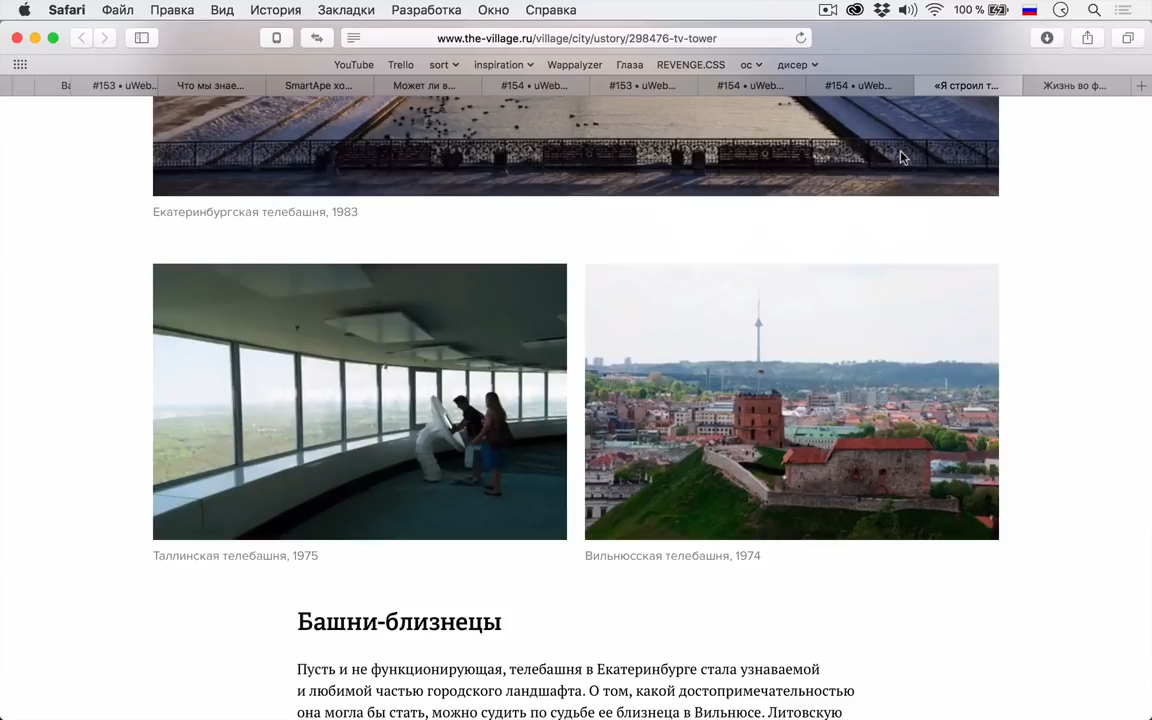 Safari Файл Правка Вид История Закладки Разработка Окно Справка 100 %
www.the-village.ru/village/city/ustory/298476-tv-tower
YouTube Trello sort inspiration Wappalyzer Глаза REVENGE.CSS ос дисер
Ва #153 • uWeb... Что мы знае... SmartApe хо... Может ли в... #154 • uWeb... #153 • uWeb... #154 • uWeb... #154 • uWeb... «Я строил т... Жизнь во ф...
Екатеринбургская телебашня, 1983
Таллинская телебашня, 1975
Вильнюсская телебашня, 1974
Башни-близнецы
Пусть и не функционирующая, телебашня в Екатеринбурге стала узнаваемой
и любимой частью городского ландшафта. О том, какой достопримечательностью
она могла бы стать, можно судить по судьбе ее близнеца в Вильнюсе. Литовскую